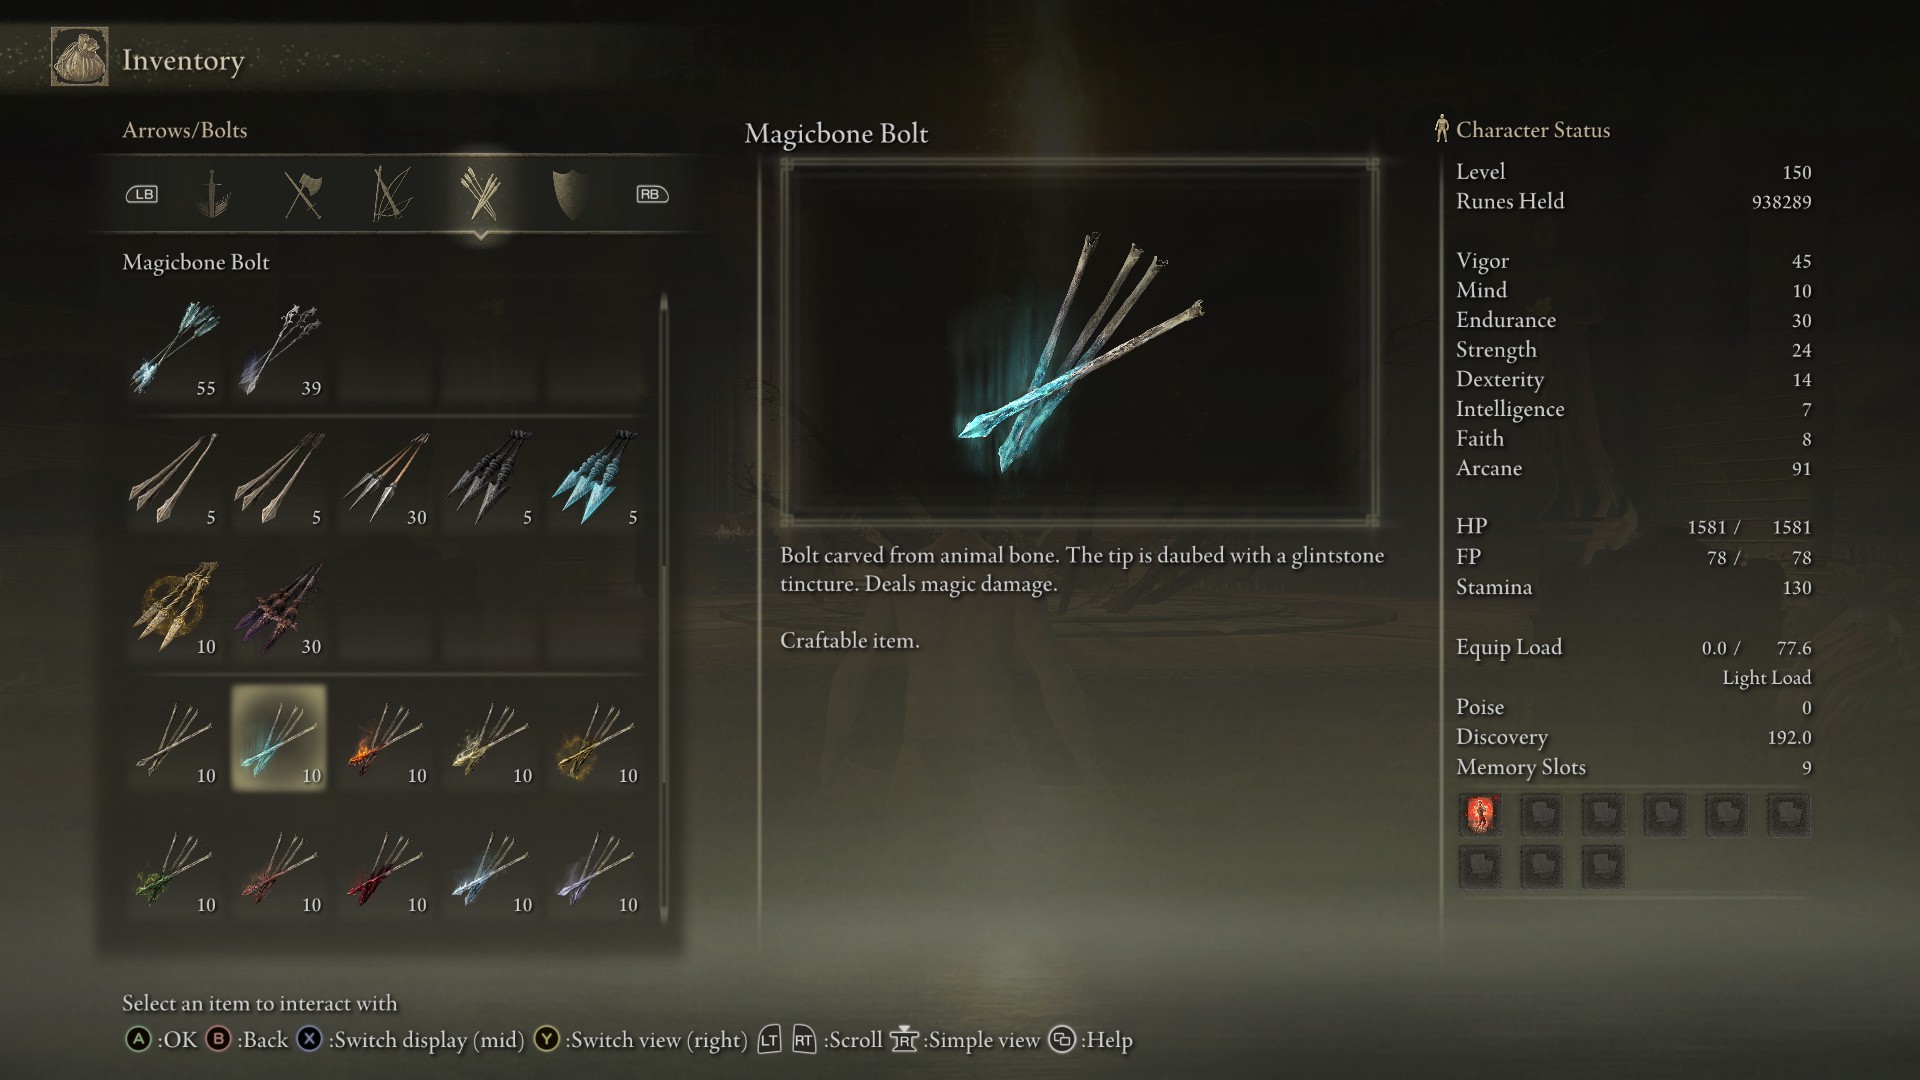 Inventory
Arrows/Bolts
LB
RB
Magicbone Bolt
55
39
5
5
30
5
5
10
30
10
10
10
10
10
10
10
10
10
10
Magicbone Bolt
Bolt carved from animal bone. The tip is daubed with a glintstone
tincture. Deals magic damage.
Craftable item.
Character Status
Level 150
Runes Held 938289
Vigor 45
Mind 10
Endurance 30
Strength 24
Dexterity 14
Intelligence 7
Faith 8
Arcane 91
HP 1581 / 1581
FP 78 / 78
Stamina 130
Equip Load 0.0 / 77.6
Light Load
Poise 0
Discovery 192.0
Memory Slots 9
Select an item to interact with
A :OK B :Back X :Switch display (mid) Y :Switch view (right) LT RT :Scroll R :Simple view :Help